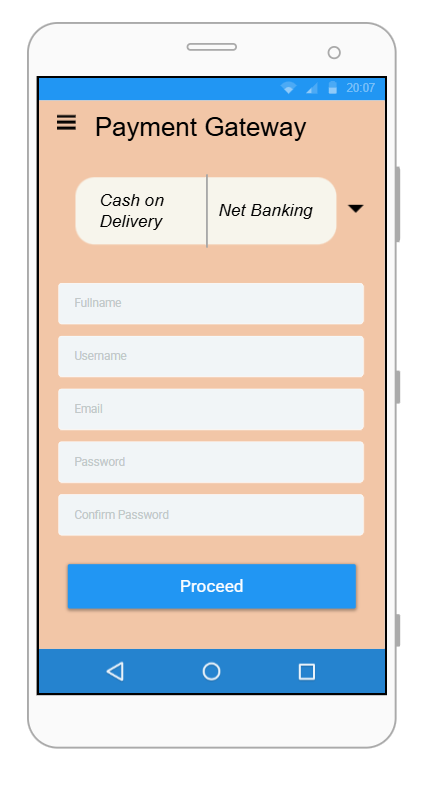 20:07
Payment Gateway
Cash on
Delivery
Net Banking
Fullname
Username
Email
Password
Confirm Password
Proceed